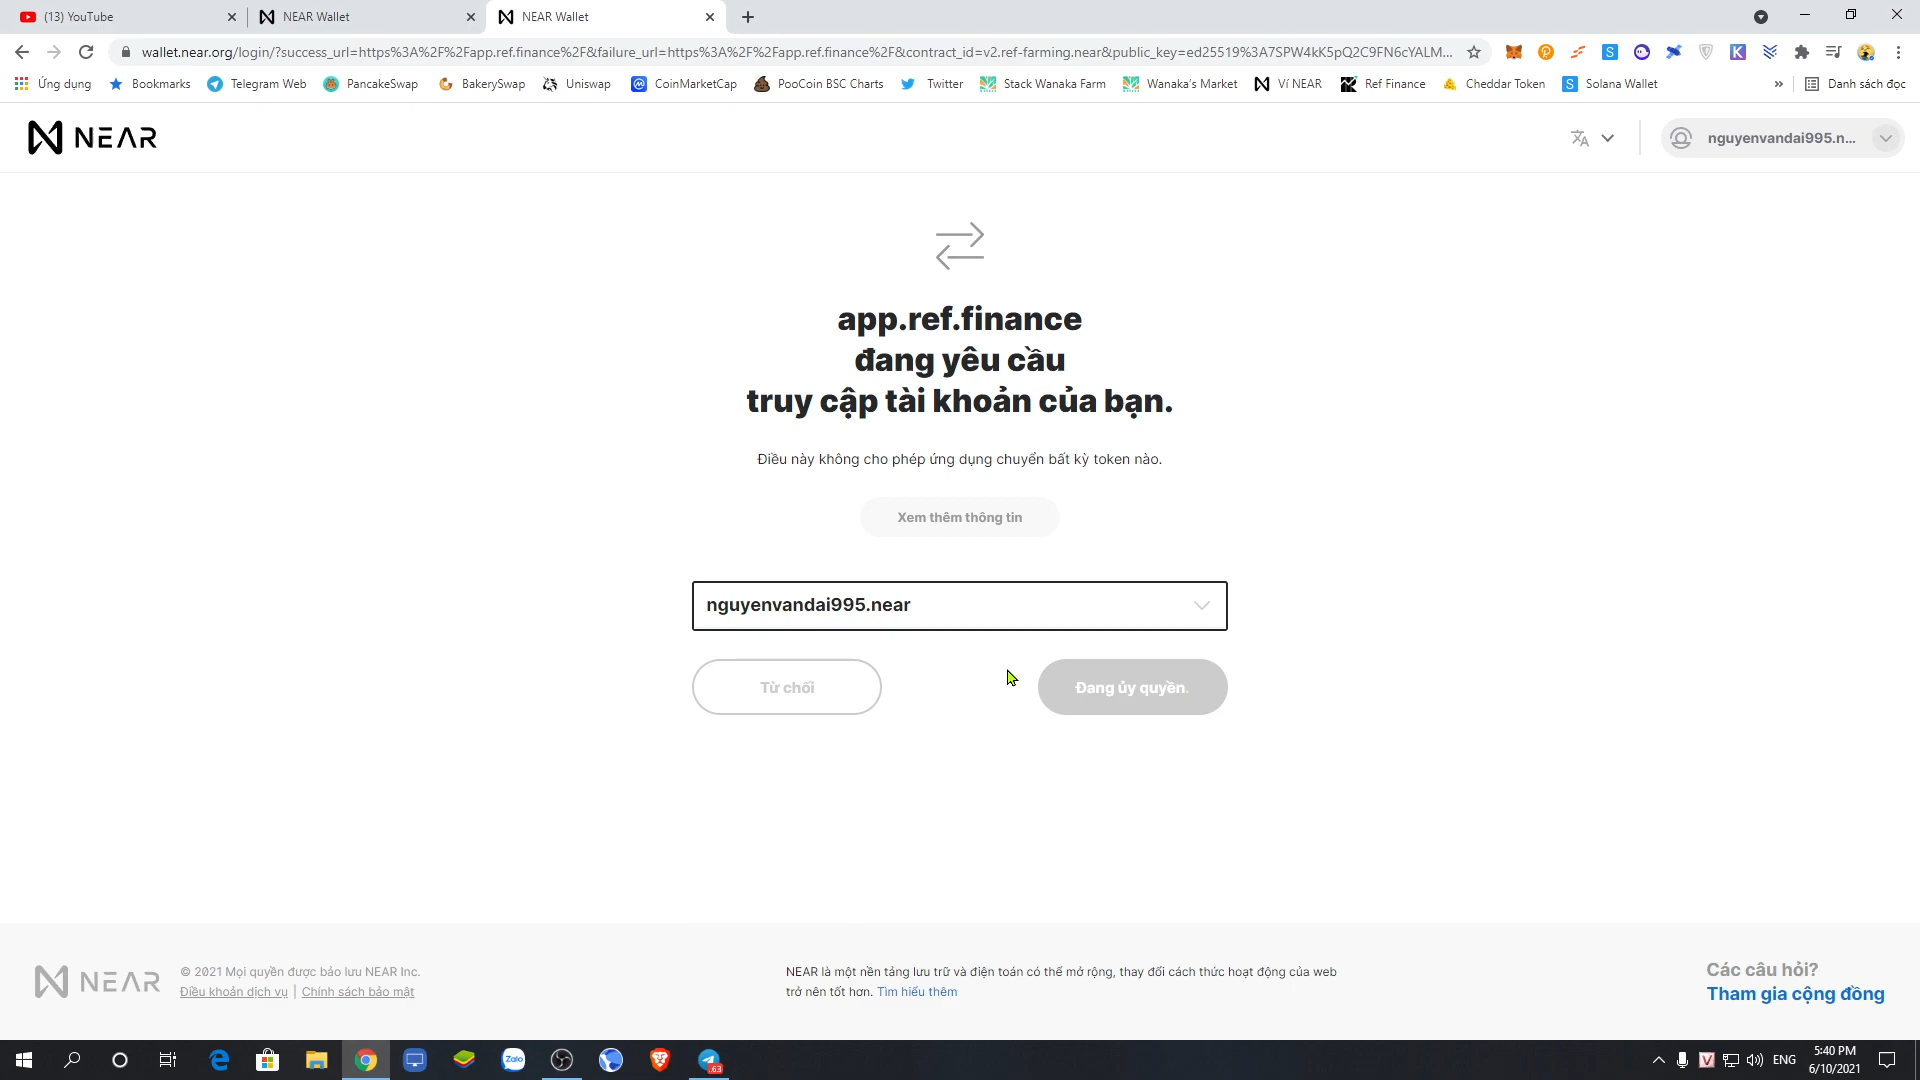 (13) YouTube
NEAR Wallet
NEAR Wallet
wallet.near.org/login/?success_url=https%3A%2F%2Fapp.ref.finance%2F&failure_url=https%3A%2F%2Fapp.ref.finance%2F&contract_id=v2.ref-farming.near&public_key=ed25519%3A7SPW4kK5pQ2C9FN6cYALM...
Ứng dụng
Bookmarks
Telegram Web
PancakeSwap
BakerySwap
Uniswap
CoinMarketCap
PooCoin BSC Charts
Twitter
Stack Wanaka Farm
Wanaka's Market
Ví NEAR
Ref Finance
Cheddar Token
Solana Wallet
»
Danh sách đọc
NEAR
nguyenvandai995.n...
app.ref.finance
đang yêu cầu
truy cập tài khoản của bạn.
Điều này không cho phép ứng dụng chuyển bất kỳ token nào.
Xem thêm thông tin
nguyenvandai995.near
Từ chối
Đang ủy quyền.
NEAR
© 2021 Mọi quyền được bảo lưu NEAR Inc.
Điều khoản dịch vụ | Chính sách bảo mật
NEAR là một nền tảng lưu trữ và điện toán có thể mở rộng, thay đổi cách thức hoạt động của web
trở nên tốt hơn. Tìm hiểu thêm
Các câu hỏi?
Tham gia cộng đồng
Zalo
.63
ENG
5:40 PM
6/10/2021